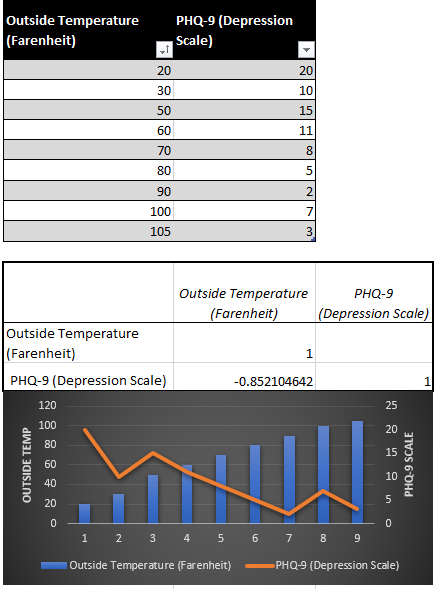 Outside Temperature PHQ-9 (Depression
(Farenheit) Scale)
20 20
30 10
50 15
60 11
70 8
80 5
90 2
100 7
105 3
Outside Temperature PHQ-9
(Farenheit) (Depression Scale)
Outside Temperature
(Farenheit) 1
PHQ-9 (Depression Scale) -0.852104642 1
120 25
100 20
80 15
60 10
40 5
20 0
0
OUTSIDE TEMP
PHQ-9 SCALE
1 2 3 4 5 6 7 8 9
Outside Temperature (Farenheit) PHQ-9 (Depression Scale)